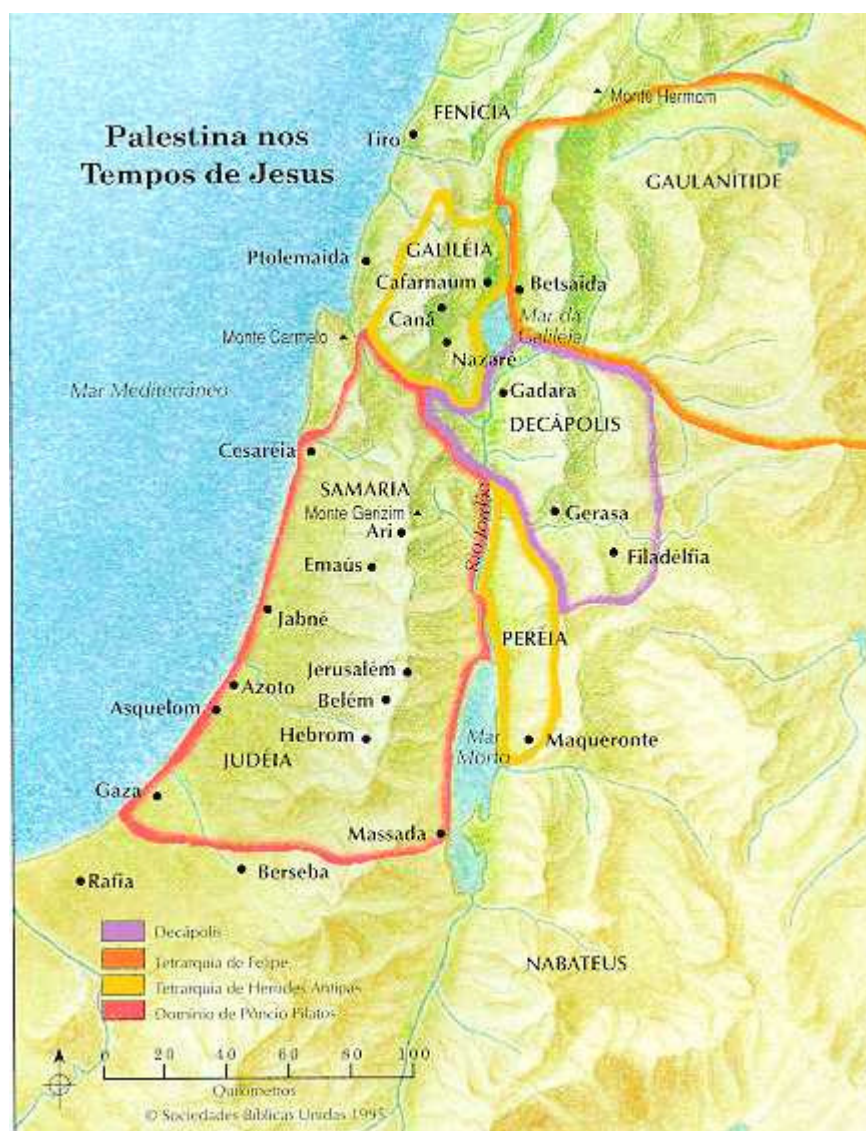 Palestina nos
Tempos de Jesus
FENÍCIA
Tiro
Monte Hermom
GAULANÍTIDE
GALILÉIA
Ptolemaida
Cafarnaum
Betsaida
Caná
Mar da
Galiléia
Monte Carmelo
Nazaré
Mar Mediterráneo
Gadara
DECÁPOLIS
Cesaréia
SAMARIA
Monte Gerizim
Ari
Gerasa
Rio Jordão
Emaús
Filadélfia
Jabné
PERÉIA
Jerusalém
Azoto
Belém
Asquelom
Hebrom
Mar
Morto
Maqueronte
JUDÉIA
Gaza
Massada
Berseba
Rafia
NABATEUS
Decápolis
Tetrarquia de Felipe
Tetrarquia de Herodes Antipas
Domínio de Pôncio Pilatos
0 20 40 60 80 100
Quilômetros
© Sociedades Bíblicas Unidas 1995